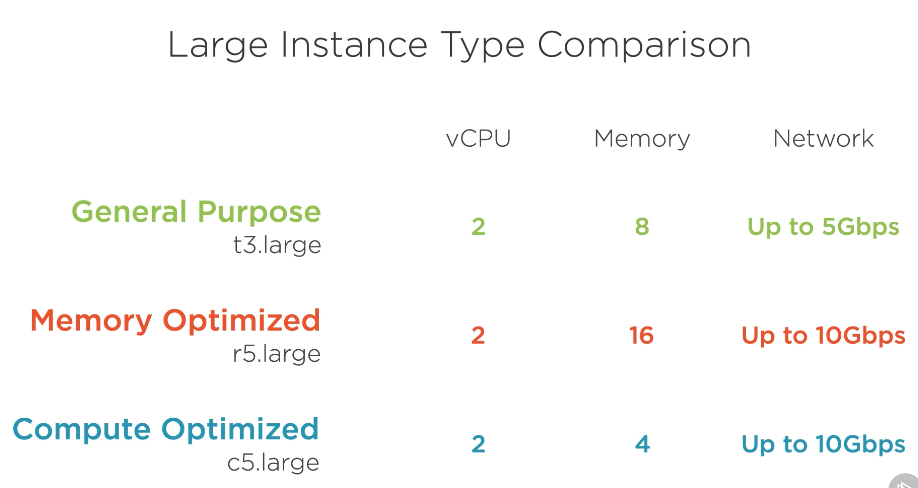 Large Instance Type Comparison
vCPU Memory Network
General Purpose
t3.large
2 8 Up to 5Gbps
Memory Optimized
r5.large
2 16 Up to 10Gbps
Compute Optimized
c5.large
2 4 Up to 10Gbps